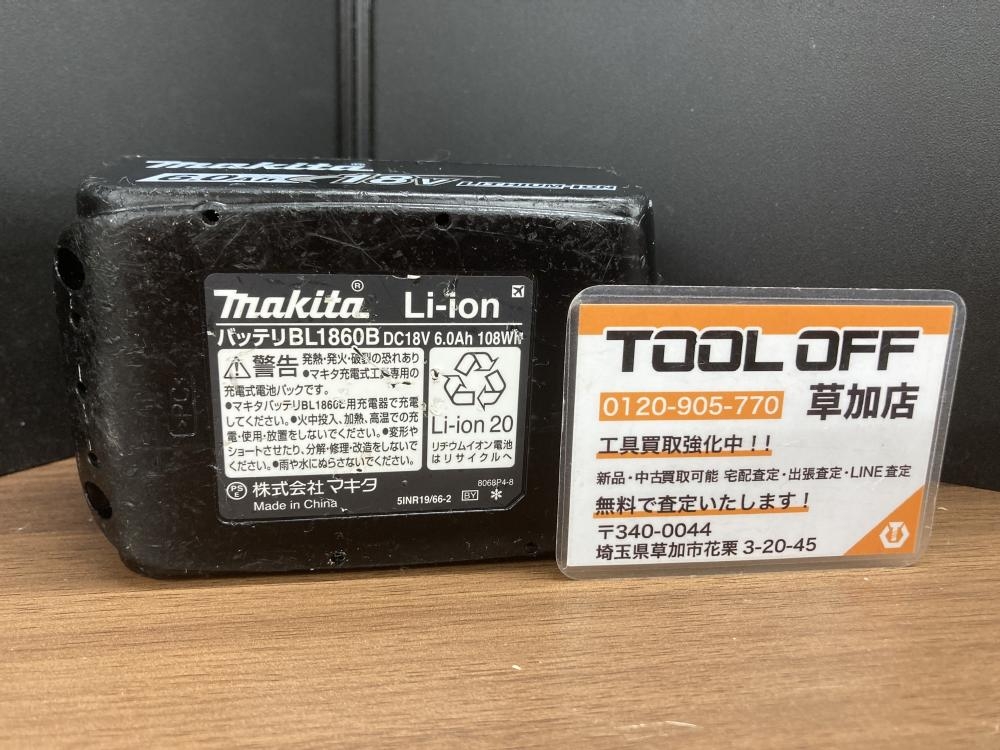 makita
6.0Ah 18V LITHIUM-ION
makita® Li-ion
バッテリBL1860B DC18V 6.0Ah 108Wh
警告 発熱・発火・破裂の恐れあり
●マキタ充電式工具専用の
充電式電池パックです。
●マキタバッテリBL1860B用充電器で充電
してください。●火中投入、加熱、高温での充
電・使用・放置をしないでください。●変形や
ショートさせたり、分解・修理・改造をしないで
ください。●雨や水にぬらさないでください。
Li-ion 20
リチウムイオン電池
はリサイクルへ
PSE 株式会社 マキタ
Made in China
8068P4-8
5INR19/66-2 BY
TOOL OFF
0120-905-770 草加店
工具買取強化中！！
新品・中古買取可能 宅配査定・出張査定・LINE査定
無料で査定いたします！
〒340-0044
埼玉県草加市花栗 3-20-45